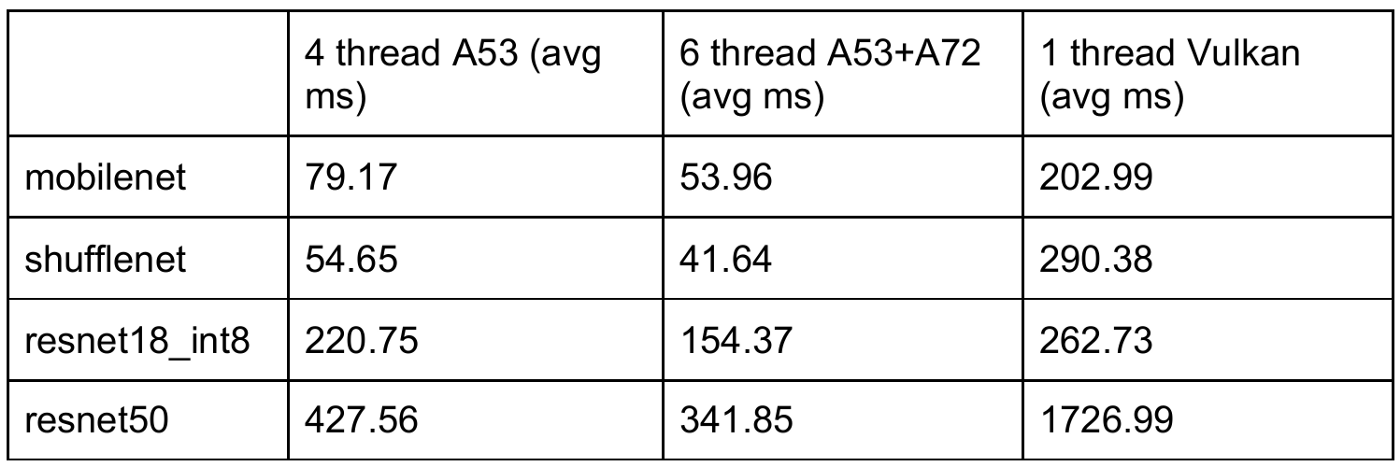 4 thread A53 (avg
ms)
6 thread A53+A72
(avg ms)
1 thread Vulkan
(avg ms)
mobilenet 79.17 53.96 202.99
shufflenet 54.65 41.64 290.38
resnet18_int8 220.75 154.37 262.73
resnet50 427.56 341.85 1726.99